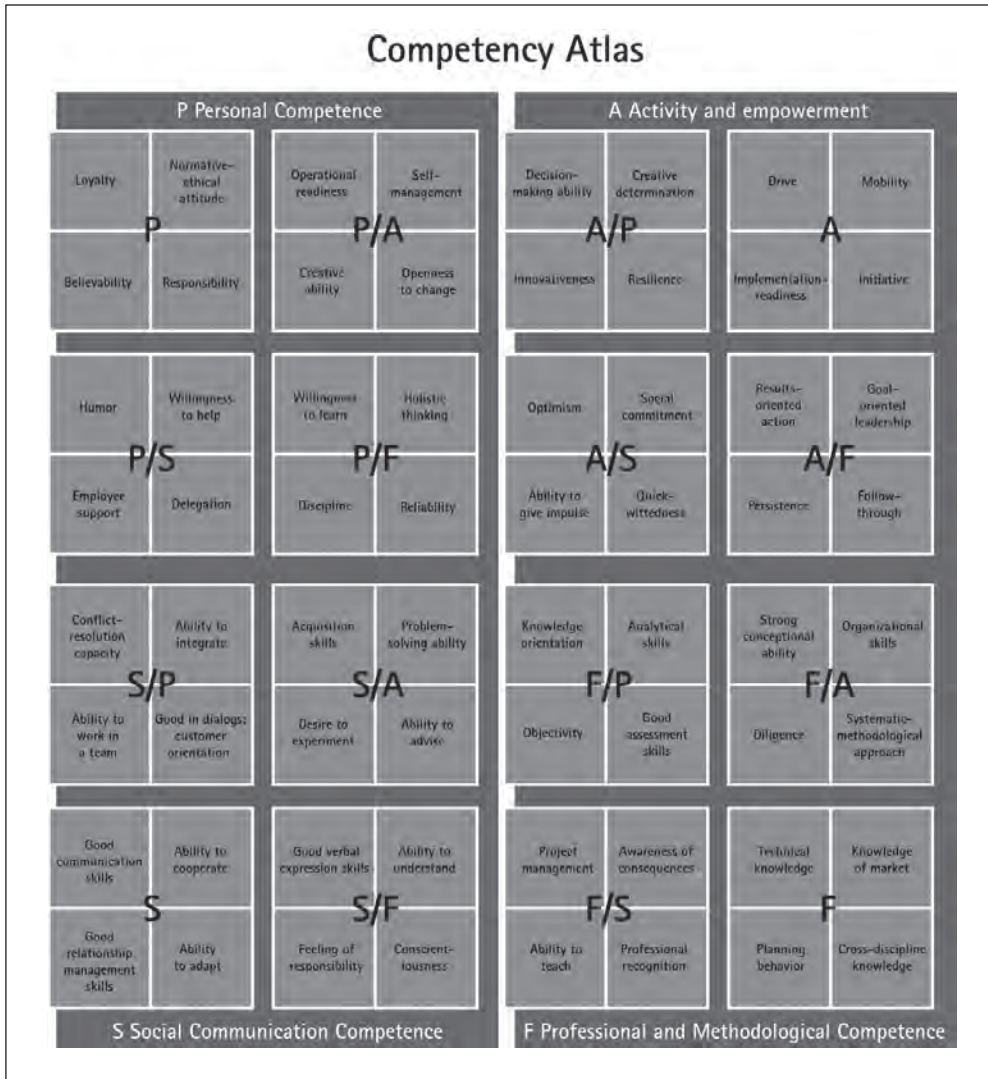 Competency Atlas
P Personal Competence
A Activity and empowerment
Loyalty
Normative-
ethical
attitude
P
Believability
Responsibility
Operational
readiness
Self-
management
P/A
Creative
ability
Openness
to change
Decision-
making ability
Creative
determination
A/P
Innovativeness
Resilience
Drive
Mobility
A
Implementation-
readiness
Initiative
Humor
Willingness
to help
P/S
Employee
support
Delegation
Willingness
to learn
Holistic
thinking
P/F
Discipline
Reliability
Optimism
Social
commitment
A/S
Ability to
give impulse
Quick-
wittedness
Results-
oriented
action
Goal-
oriented
leadership
A/F
Persistence
Follow-
through
Conflict-
resolution
capacity
Ability to
integrate
S/P
Ability to
work in
a team
Good in dialogs;
customer
orientation
Acquisition
skills
Problem-
solving ability
S/A
Desire to
experiment
Ability to
advise
Knowledge
orientation
Analytical
skills
F/P
Objectivity
Good
assessment
skills
Strong
conceptional
ability
Organizational
skills
F/A
Diligence
Systematic-
methodological
approach
Good
communication
skills
Ability to
cooperate
S
Good
relationship
management
skills
Ability
to adapt
Good verbal
expression skills
Ability to
understand
S/F
Feeling of
responsibility
Conscient-
iousness
Project
management
Awareness of
consequences
F/S
Ability to
teach
Professional
recognition
Technical
knowledge
Knowledge
of market
F
Planning
behavior
Cross-discipline
knowledge
S Social Communication Competence
F Professional and Methodological Competence